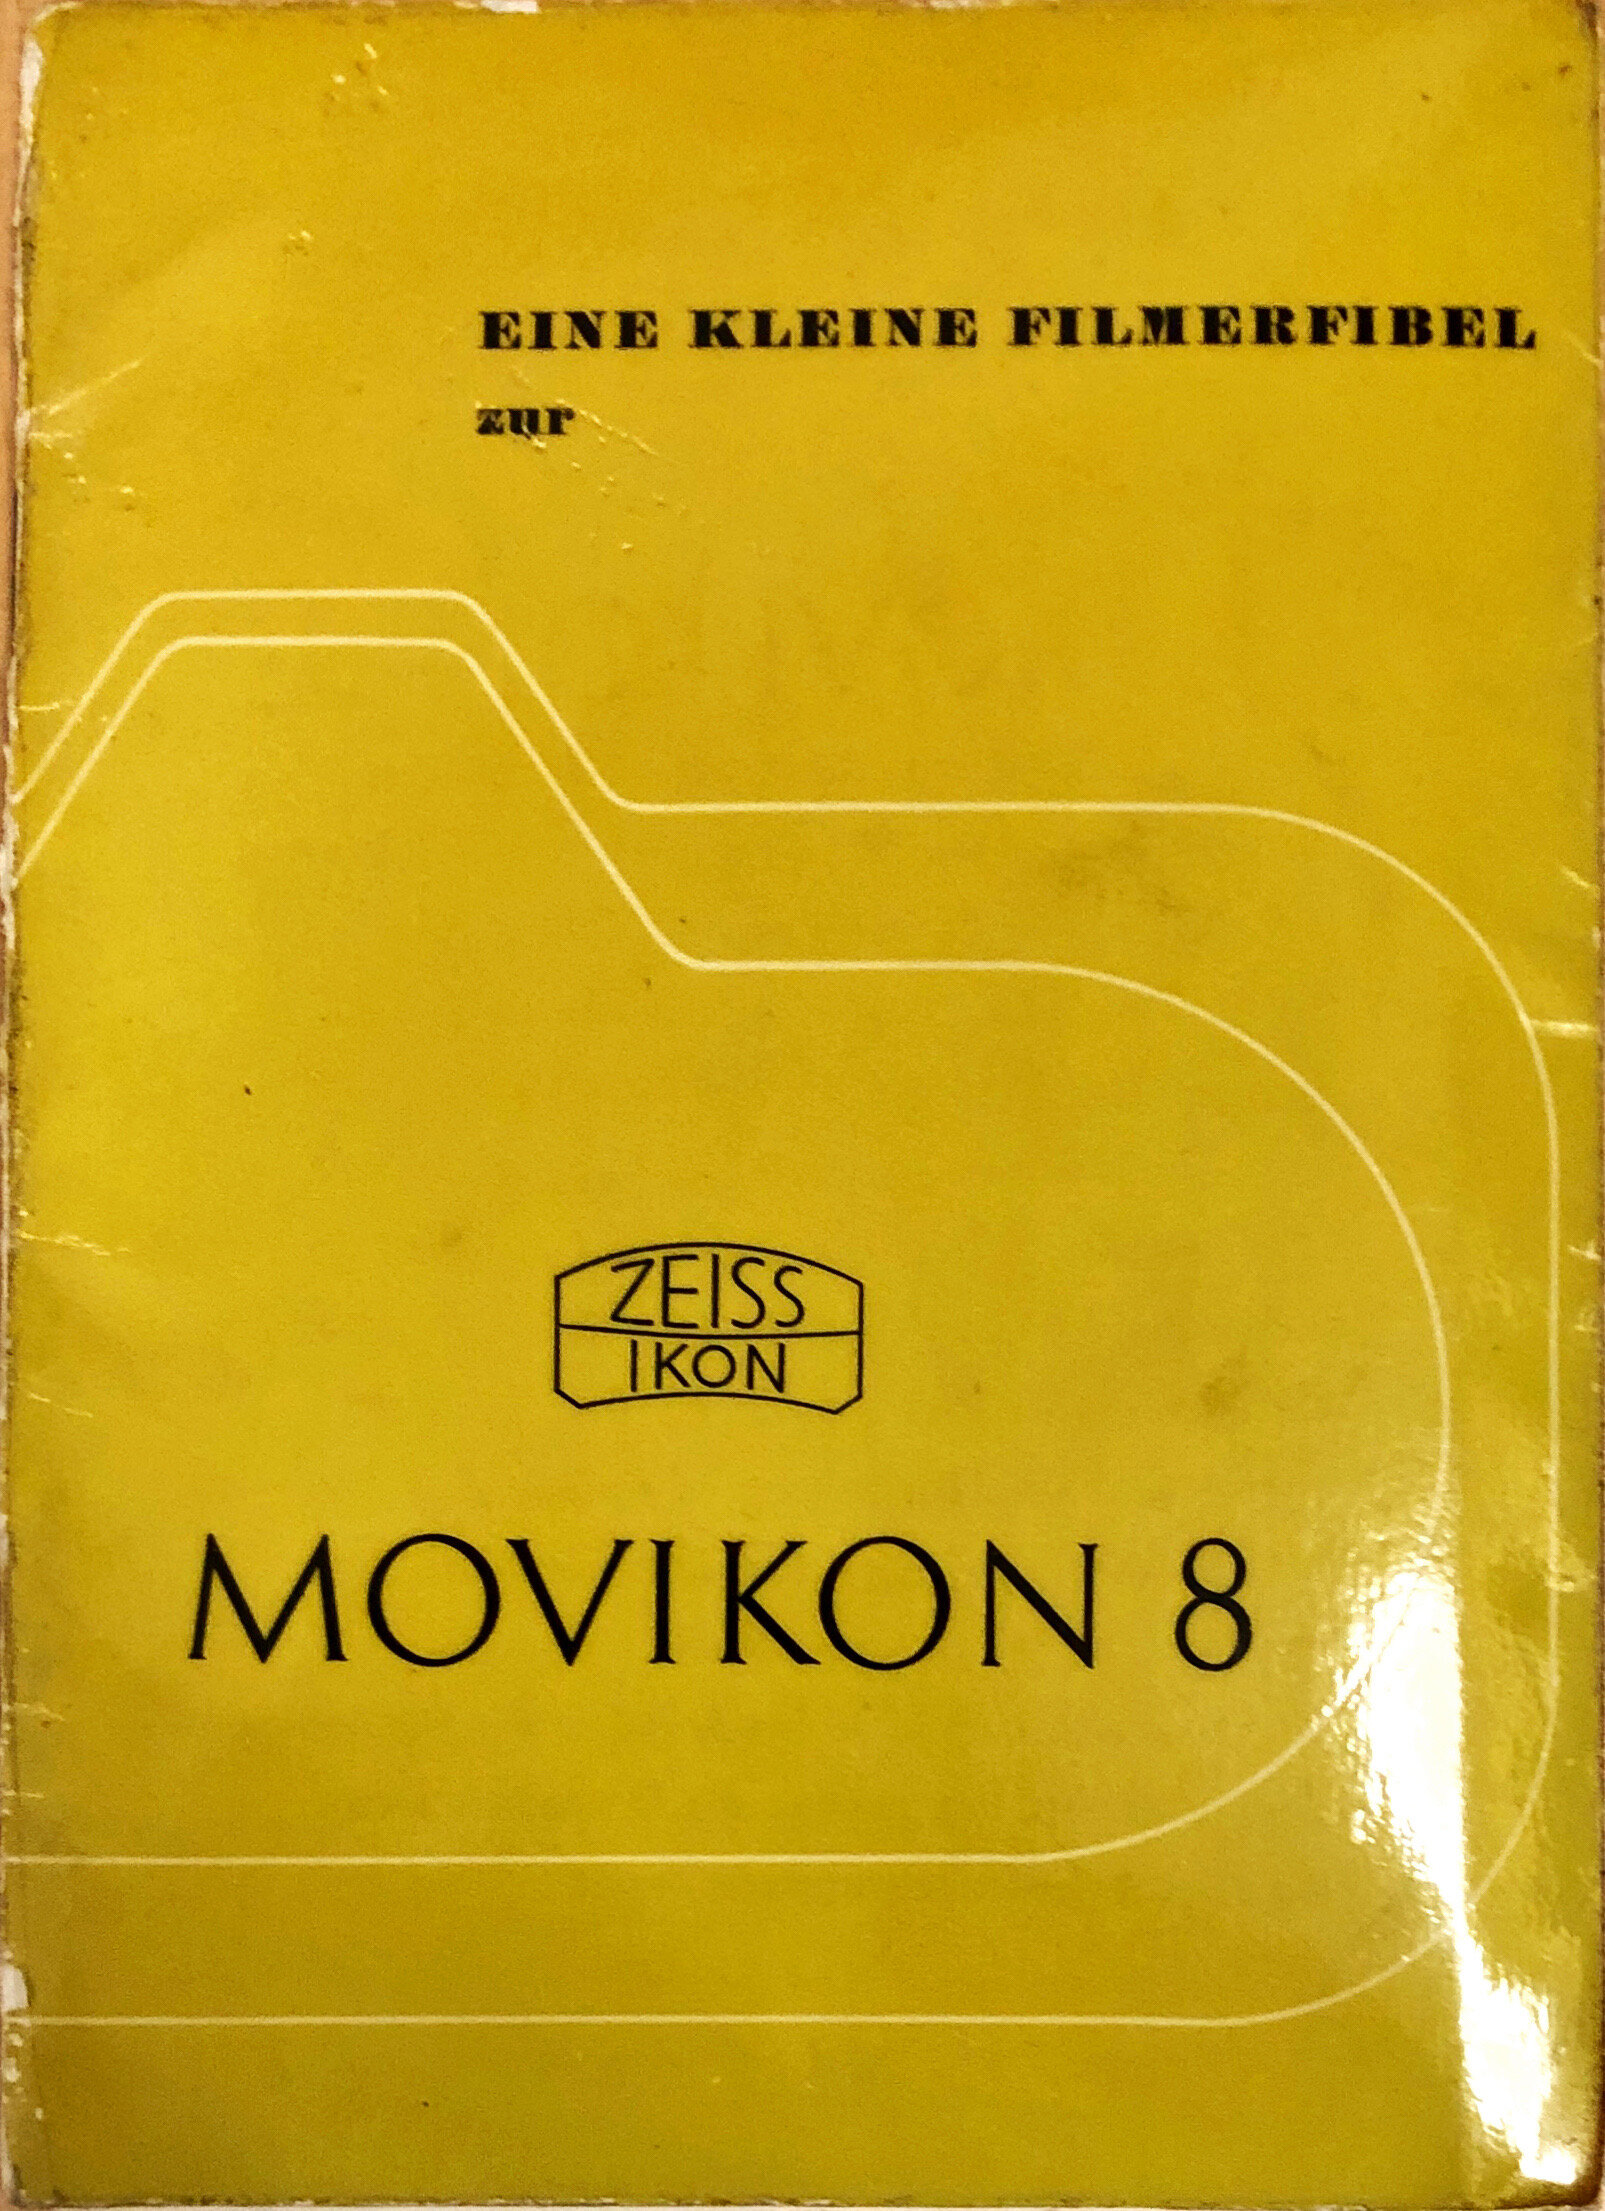 EINE KLEINE FILMERFIBEL
zur
ZEISS
IKON
MOVIKON 8